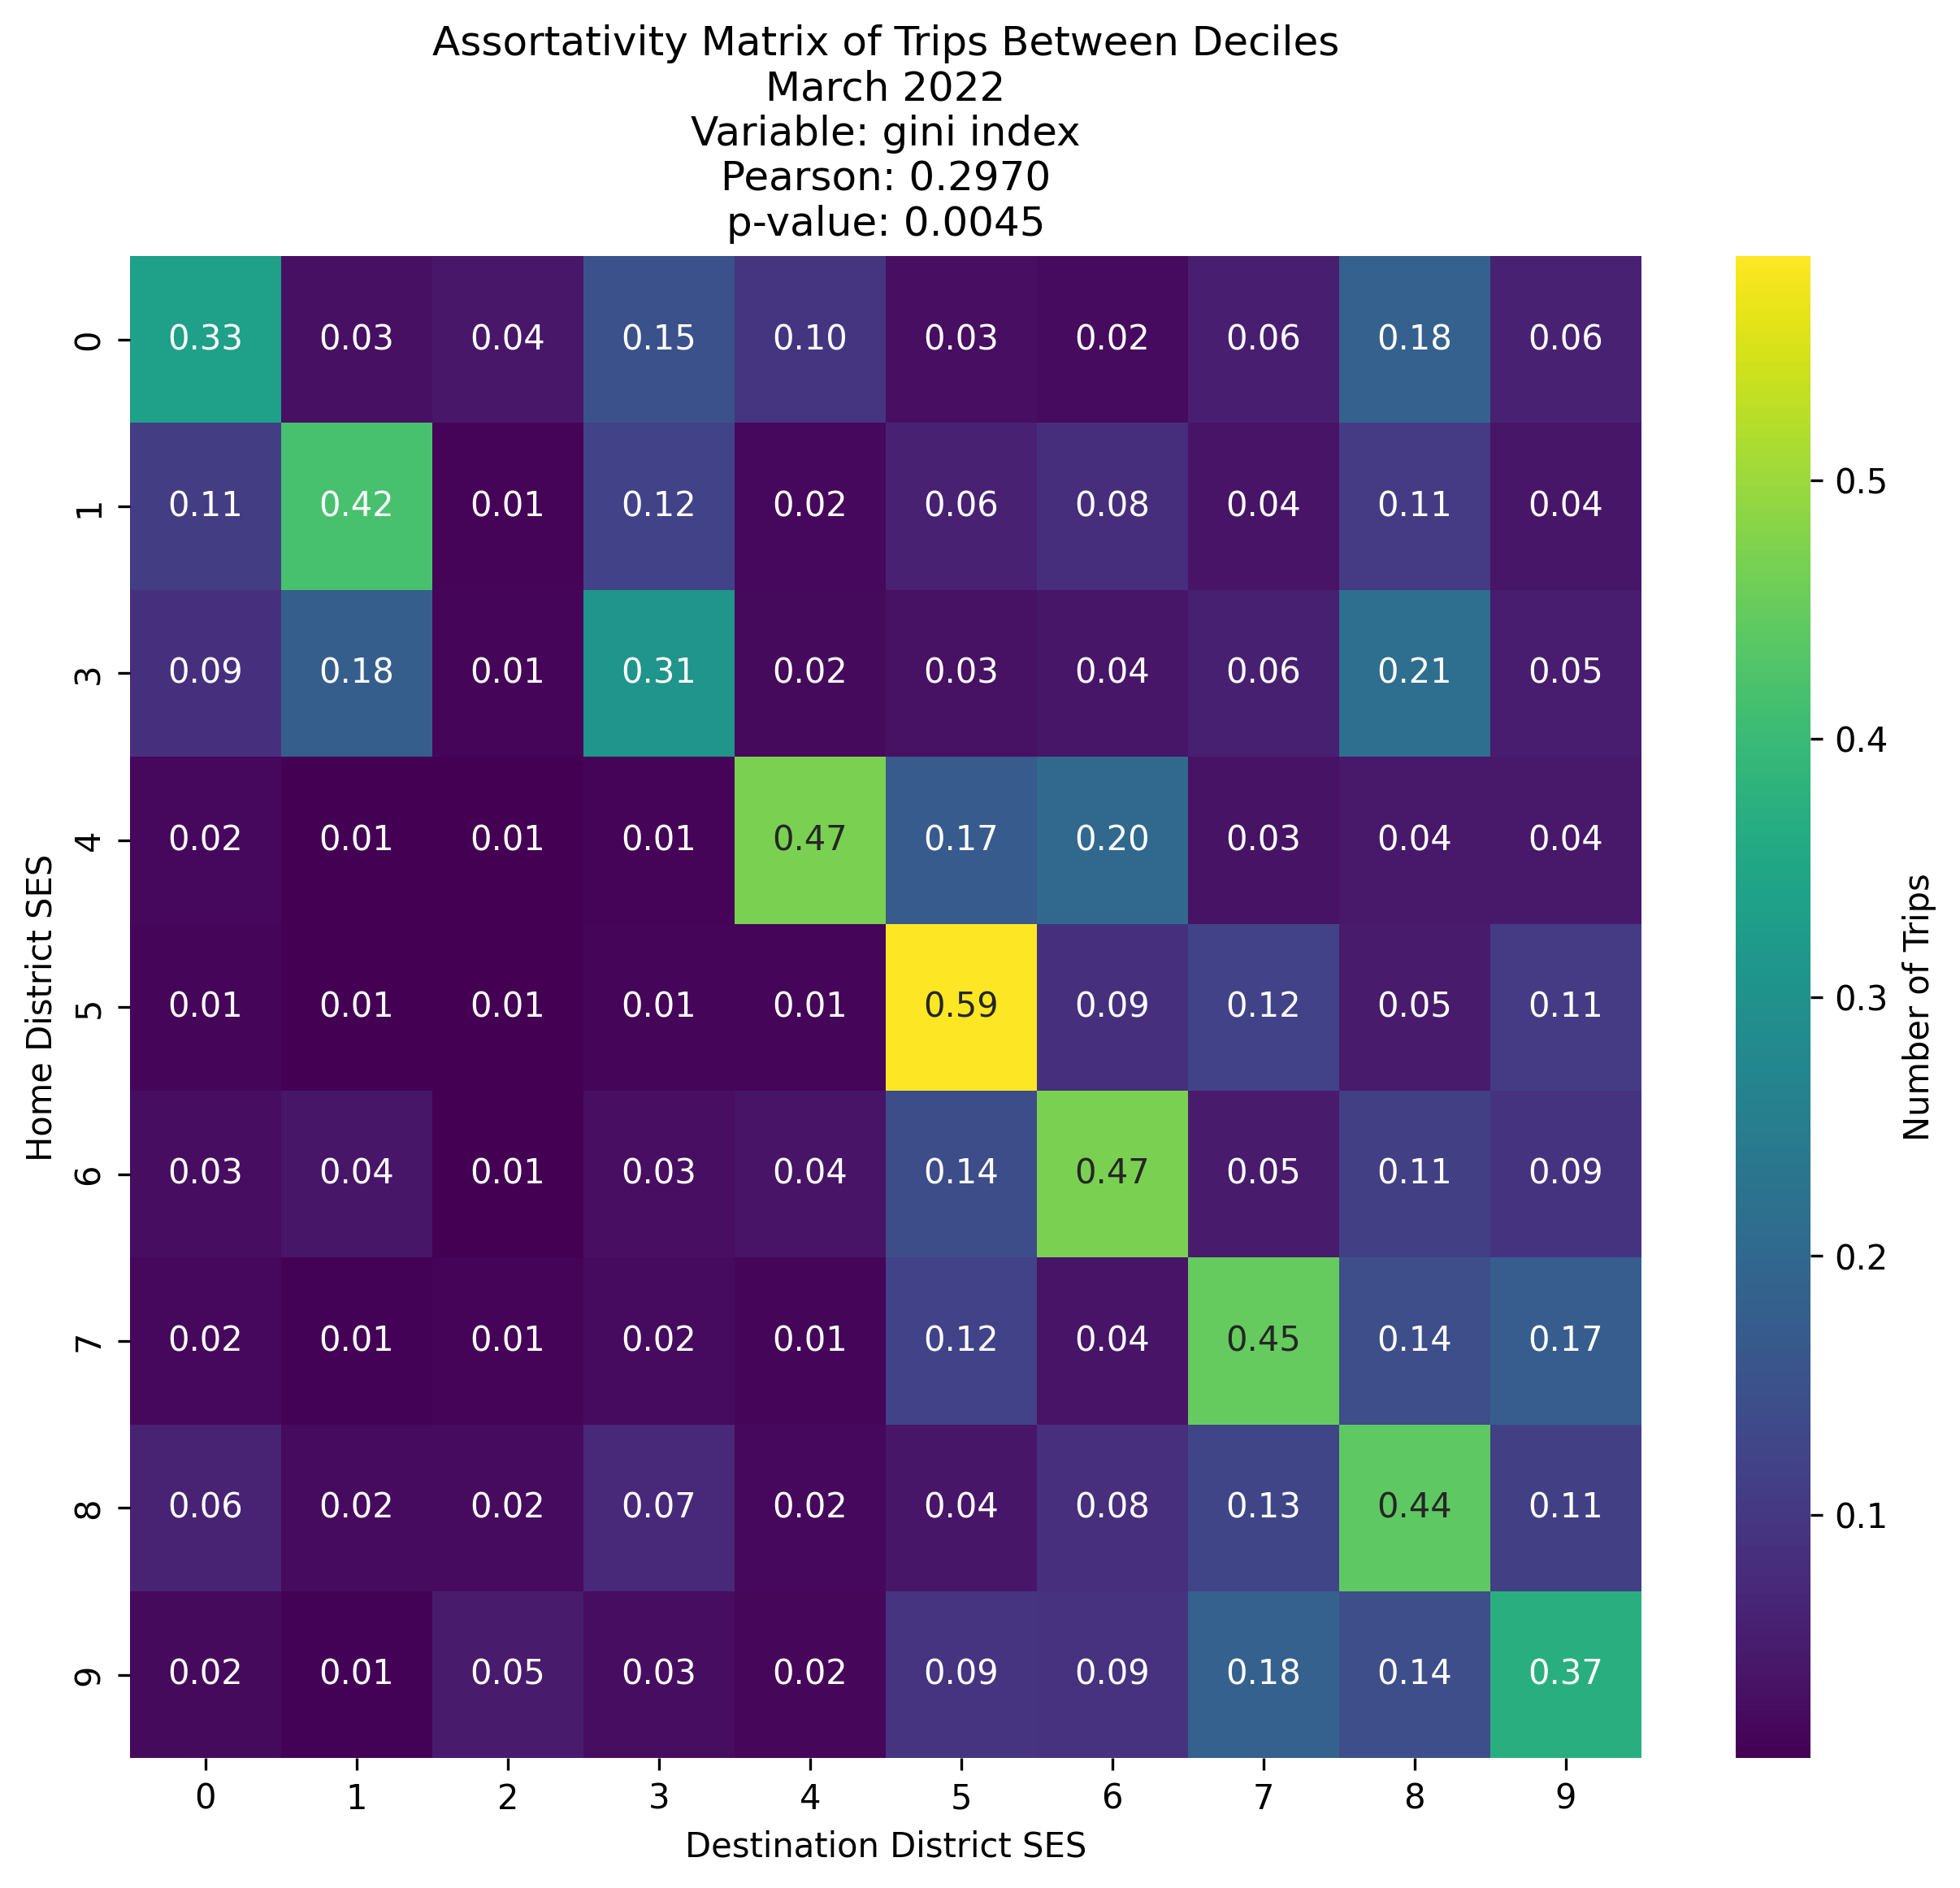 Assortativity Matrix of Trips Between Deciles
March 2022
Variable: gini index
Pearson: 0.2970
p-value: 0.0045
Home District SES
0 0.33 0.03 0.04 0.15 0.10 0.03 0.02 0.06 0.18 0.06
1 0.11 0.42 0.01 0.12 0.02 0.06 0.08 0.04 0.11 0.04
3 0.09 0.18 0.01 0.31 0.02 0.03 0.04 0.06 0.21 0.05
4 0.02 0.01 0.01 0.01 0.47 0.17 0.20 0.03 0.04 0.04
5 0.01 0.01 0.01 0.01 0.01 0.59 0.09 0.12 0.05 0.11
6 0.03 0.04 0.01 0.03 0.04 0.14 0.47 0.05 0.11 0.09
7 0.02 0.01 0.01 0.02 0.01 0.12 0.04 0.45 0.14 0.17
8 0.06 0.02 0.02 0.07 0.02 0.04 0.08 0.13 0.44 0.11
9 0.02 0.01 0.05 0.03 0.02 0.09 0.09 0.18 0.14 0.37
0 1 2 3 4 5 6 7 8 9
Destination District SES
0.5
0.4
0.3
0.2
0.1
Number of Trips